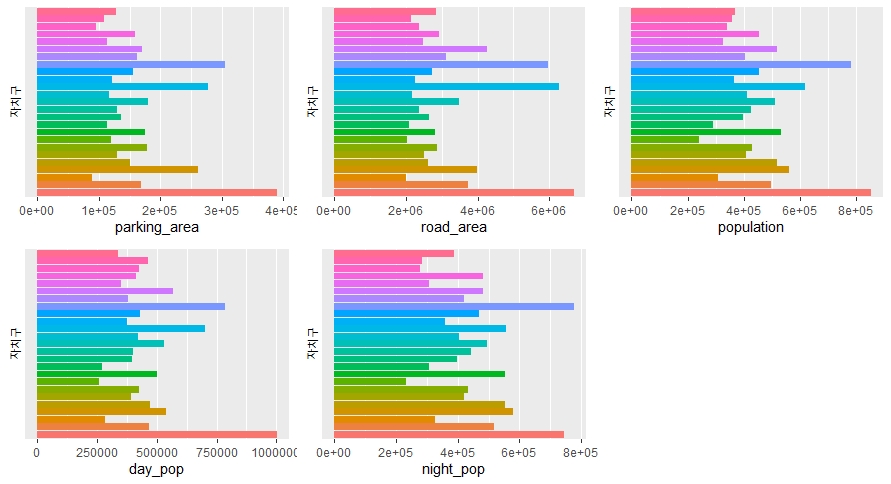 자치구
0e+00 1e+05 2e+05 3e+05 4e+05
parking_area
자치구
0e+00 2e+06 4e+06 6e+06
road_area
자치구
0e+00 2e+05 4e+05 6e+05 8e+05
population
자치구
0 250000 500000 750000 1000000
day_pop
자치구
0e+00 2e+05 4e+05 6e+05 8e+05
night_pop